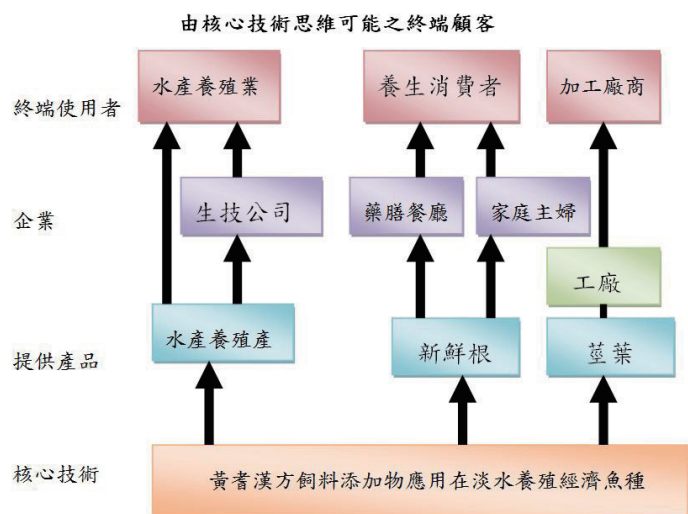 由核心技術思維可能之終端顧客
終端使用者
水產養殖業
養生消費者
加工廠商
企業
生技公司
藥膳餐廳
家庭主婦
工廠
提供產品
水產養殖產
新鮮根
莖葉
核心技術
黃耆漢方飼料添加物應用在淡水養殖經濟魚種